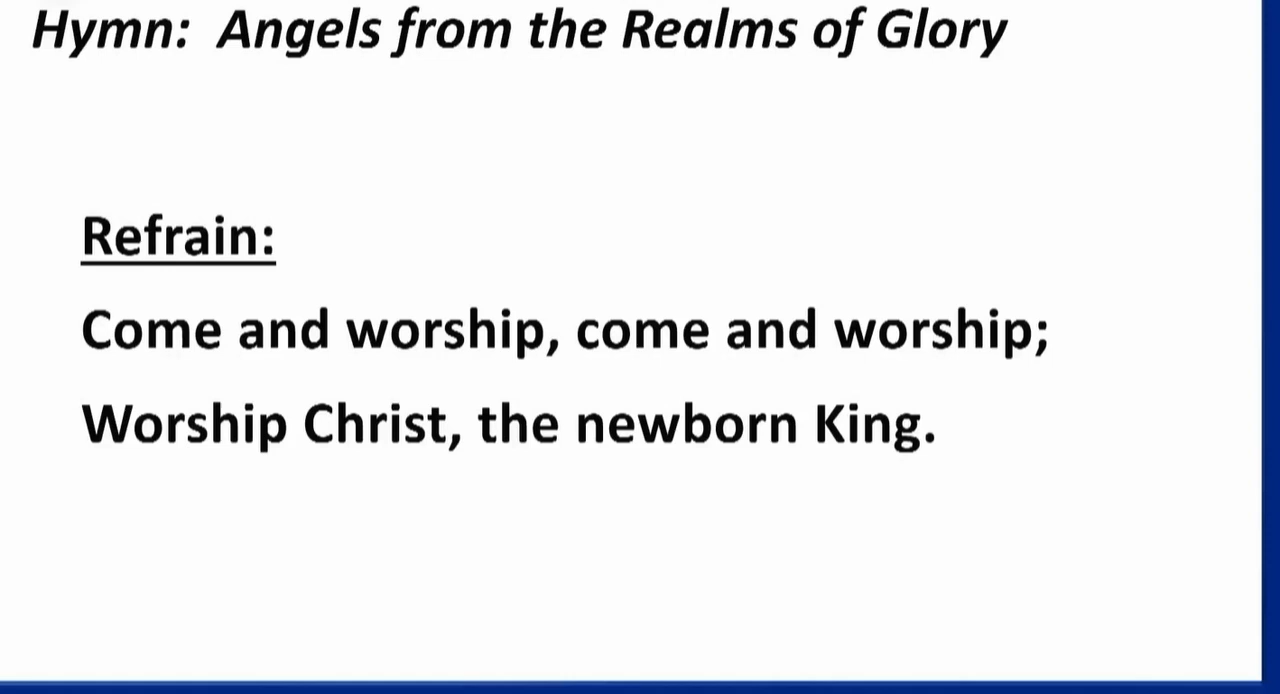 Hymn: Angels from the Realms of Glory
Refrain:
Come and worship, come and worship;
Worship Christ, the newborn King.